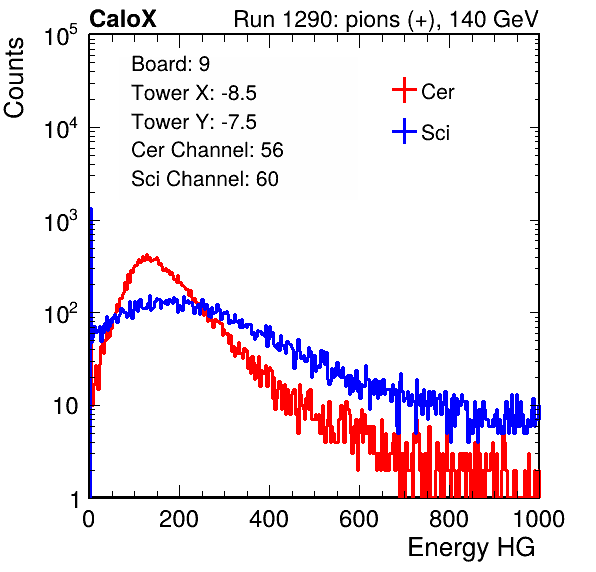 CaloX Run 1290: pions (+), 140 GeV
Counts
Board: 9
Tower X: -8.5
Tower Y: -7.5
Cer Channel: 56
Sci Channel: 60
Cer
Sci
10^5
10^4
10^3
10^2
10
1
0 200 400 600 800 1000
Energy HG